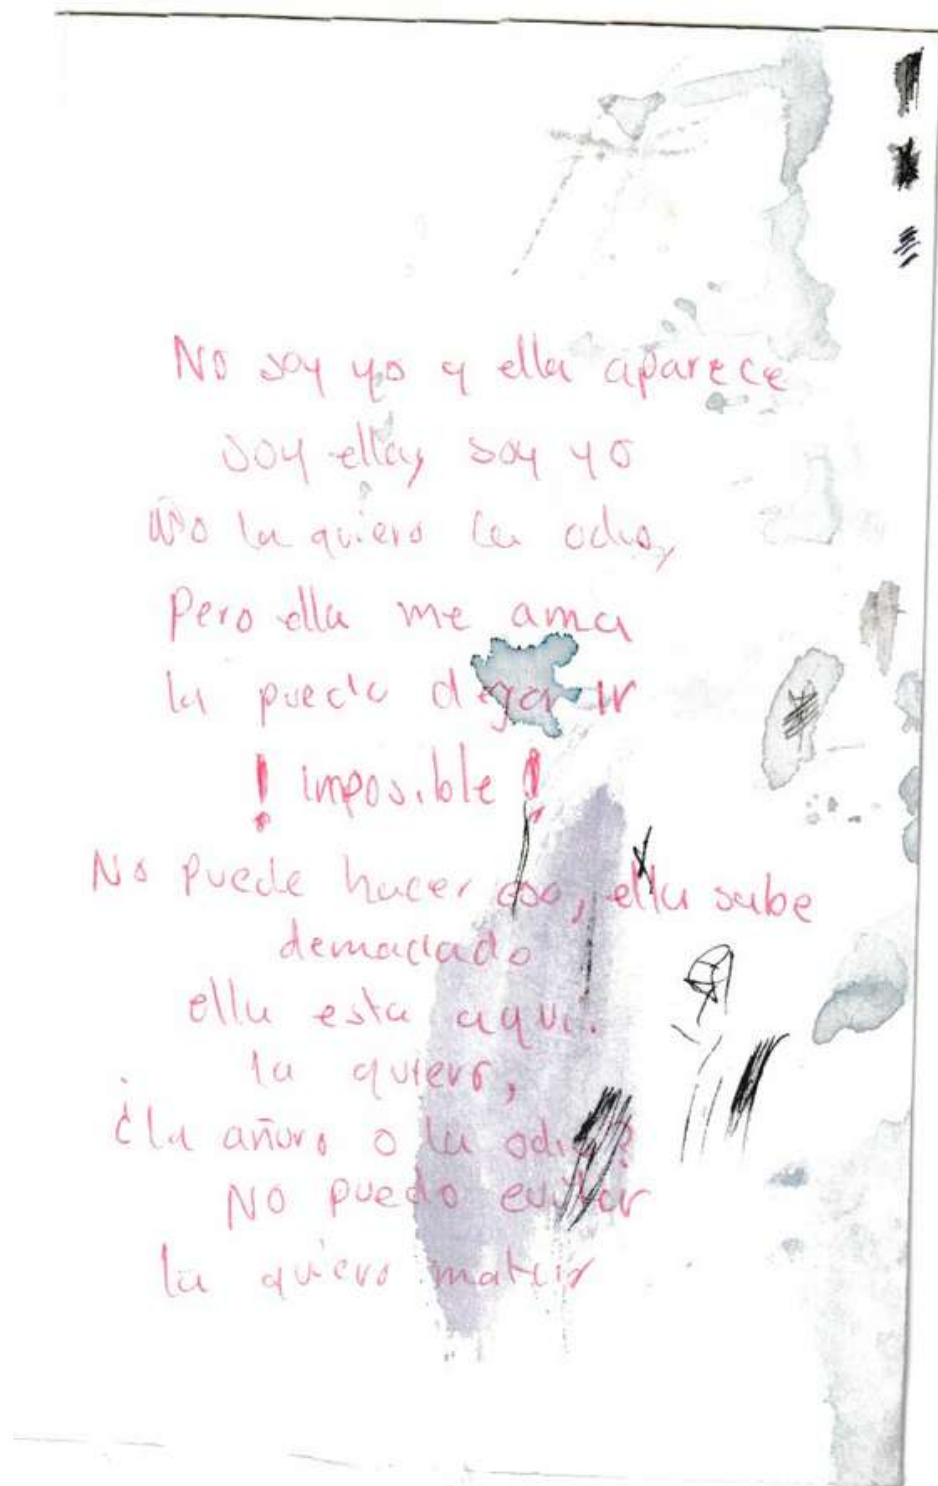 No soy yo y ella aparece
soy ella, soy yo
No la quiero la odio,
Pero ella me ama
la puedo dejar ir
! imposible !
No puede hacer eso, ella sabe
demaciado
ella esta aqui.
la quiero,
¿la añoro o la odio?
No puedo evitar
la quiero matar